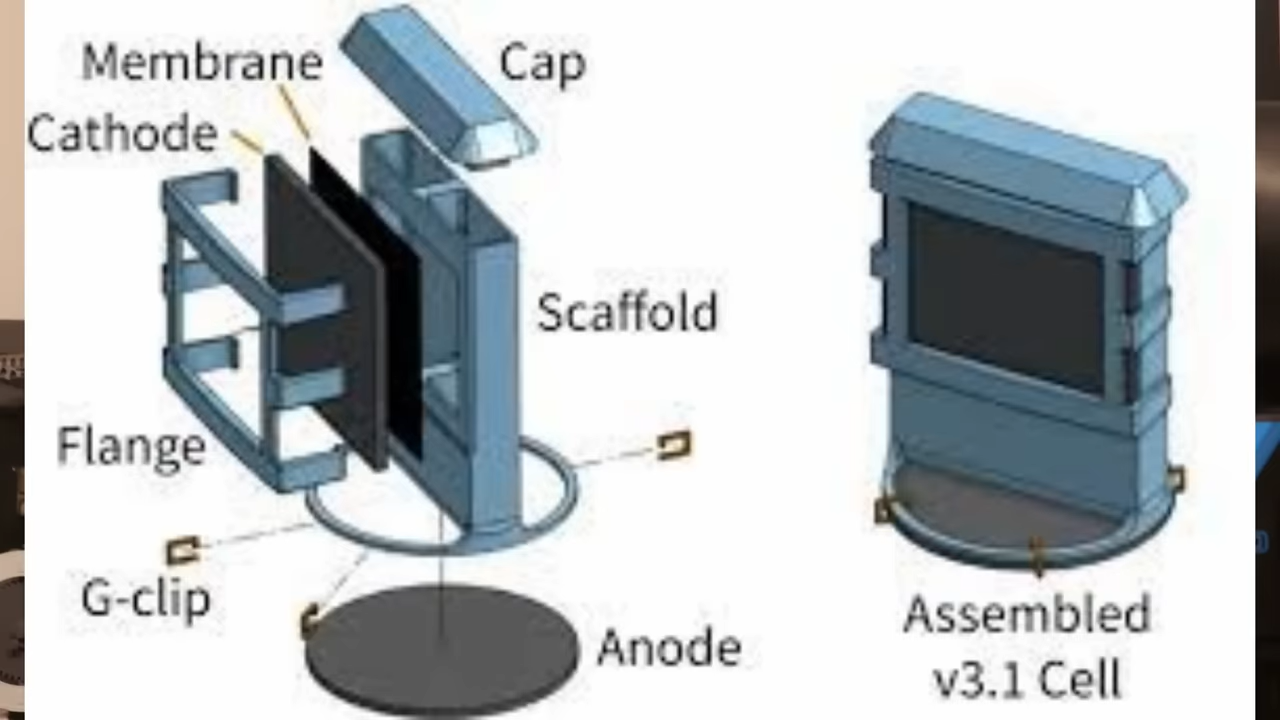 Membrane
Cap
Cathode
Scaffold
Flange
G-clip
Anode
Assembled
v3.1 Cell